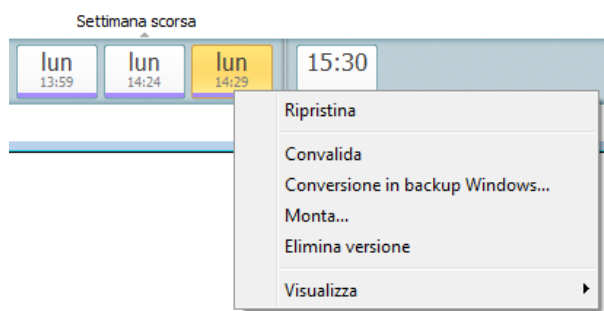 Settimana scorsa
lun lun lun 15:30
13:59 14:24 14:29
Ripristina
Convalida
Conversione in backup Windows...
Monta...
Elimina versione
Visualizza